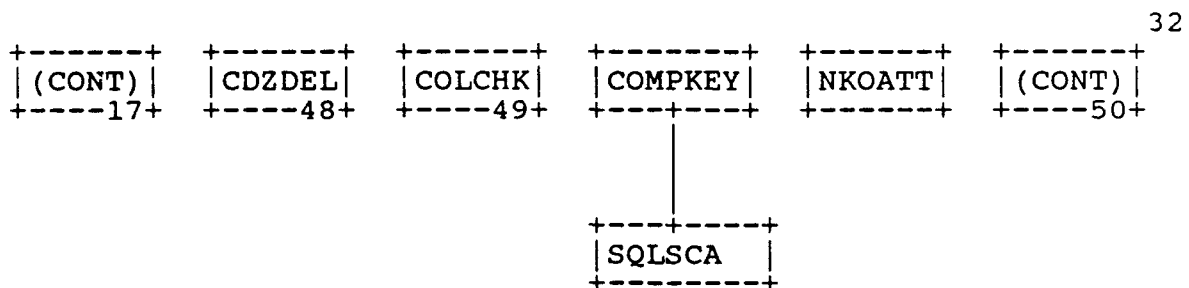 32
(CONT) CDZDEL COLCHK COMPKEY NKOATT (CONT)
17 48 49 50
SQLSCA